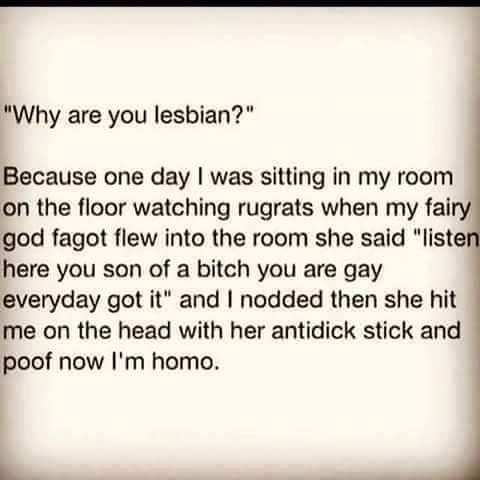 "Why are you lesbian?"
Because one day I was sitting in my room
on the floor watching rugrats when my fairy
god fagot flew into the room she said "listen
here you son of a bitch you are gay
everyday got it" and I nodded then she hit
me on the head with her antidick stick and
poof now I'm homo.